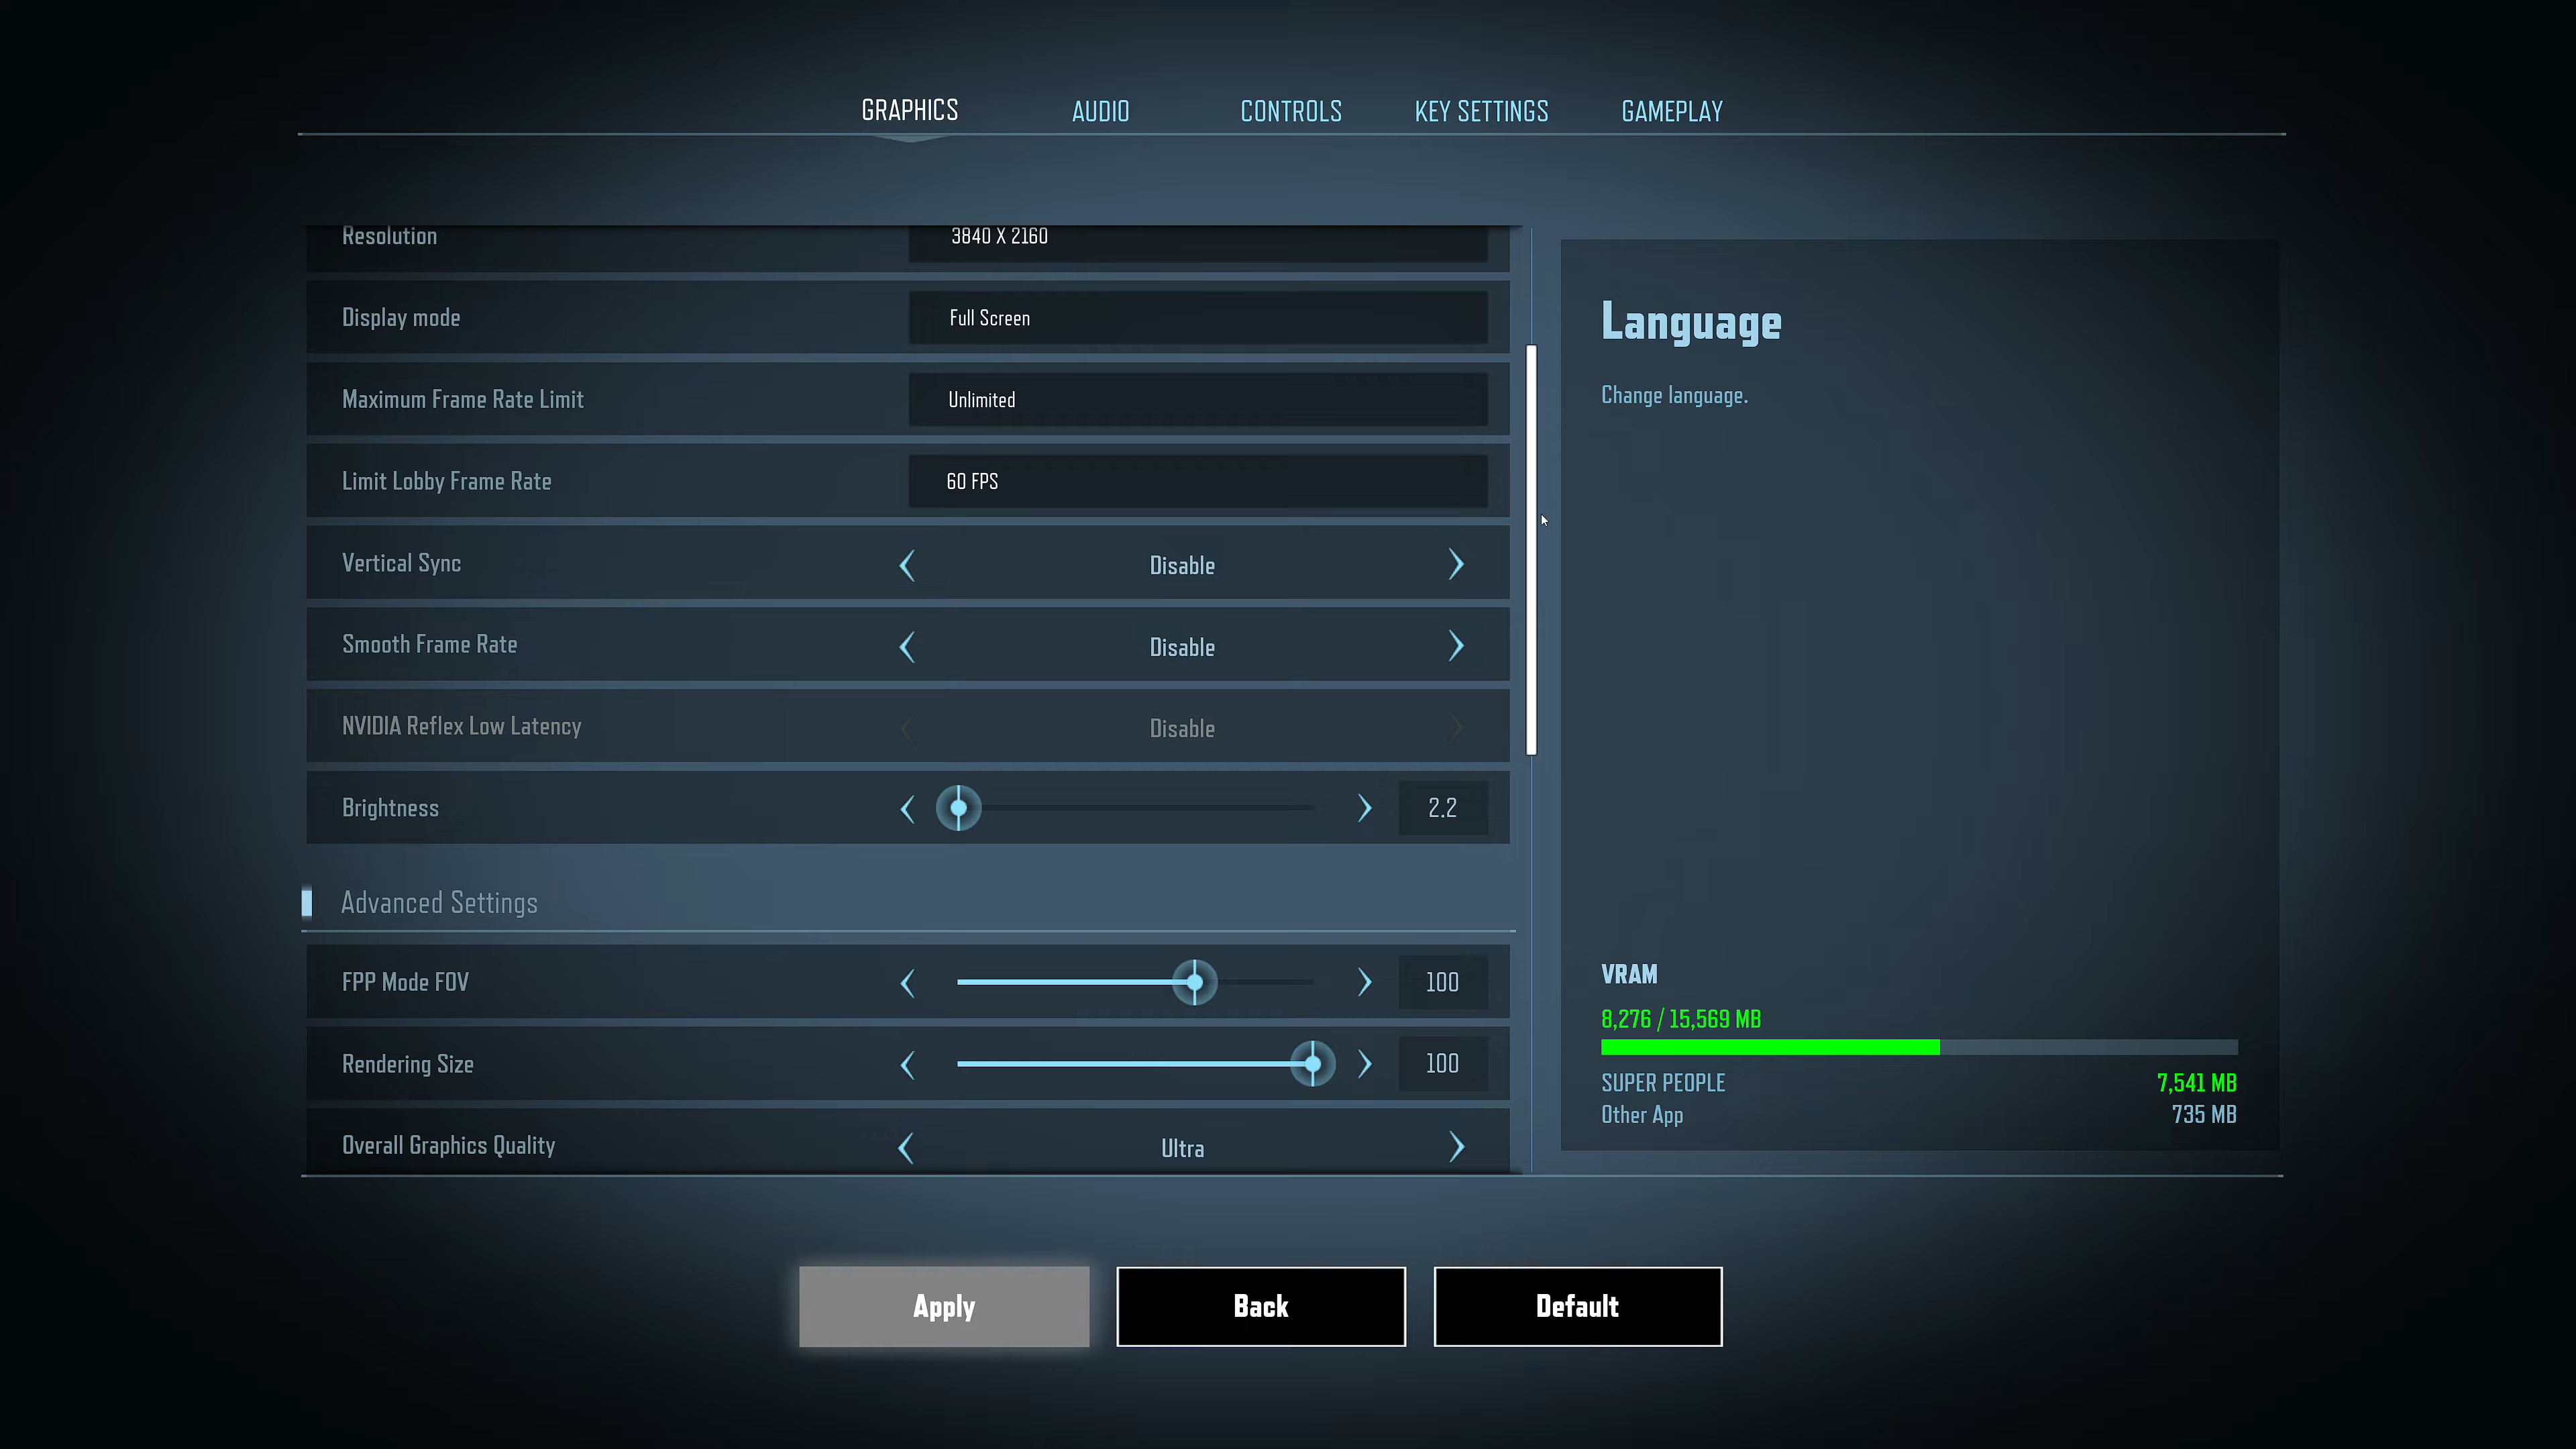 GRAPHICS AUDIO CONTROLS KEY SETTINGS GAMEPLAY
Resolution 3840 X 2160
Display mode Full Screen
Maximum Frame Rate Limit Unlimited
Limit Lobby Frame Rate 60 FPS
Vertical Sync Disable
Smooth Frame Rate Disable
NVIDIA Reflex Low Latency Disable
Brightness 2.2
Advanced Settings
FPP Mode FOV 100
Rendering Size 100
Overall Graphics Quality Ultra
Language
Change language.
VRAM
8,276 / 15,569 MB
SUPER PEOPLE 7,541 MB
Other App 735 MB
Apply Back Default